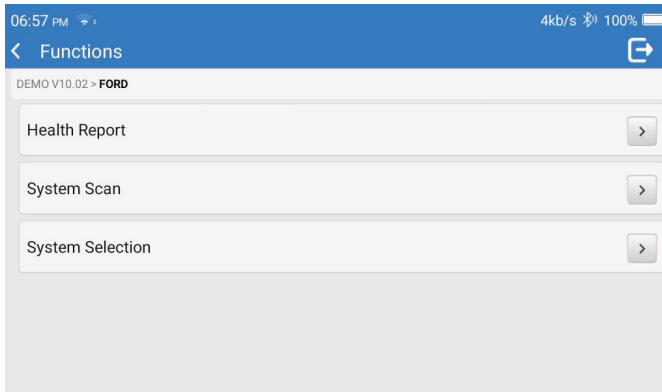 06:57 PM 4kb/s 100%
Functions
DEMO V10.02 > FORD
Health Report
System Scan
System Selection